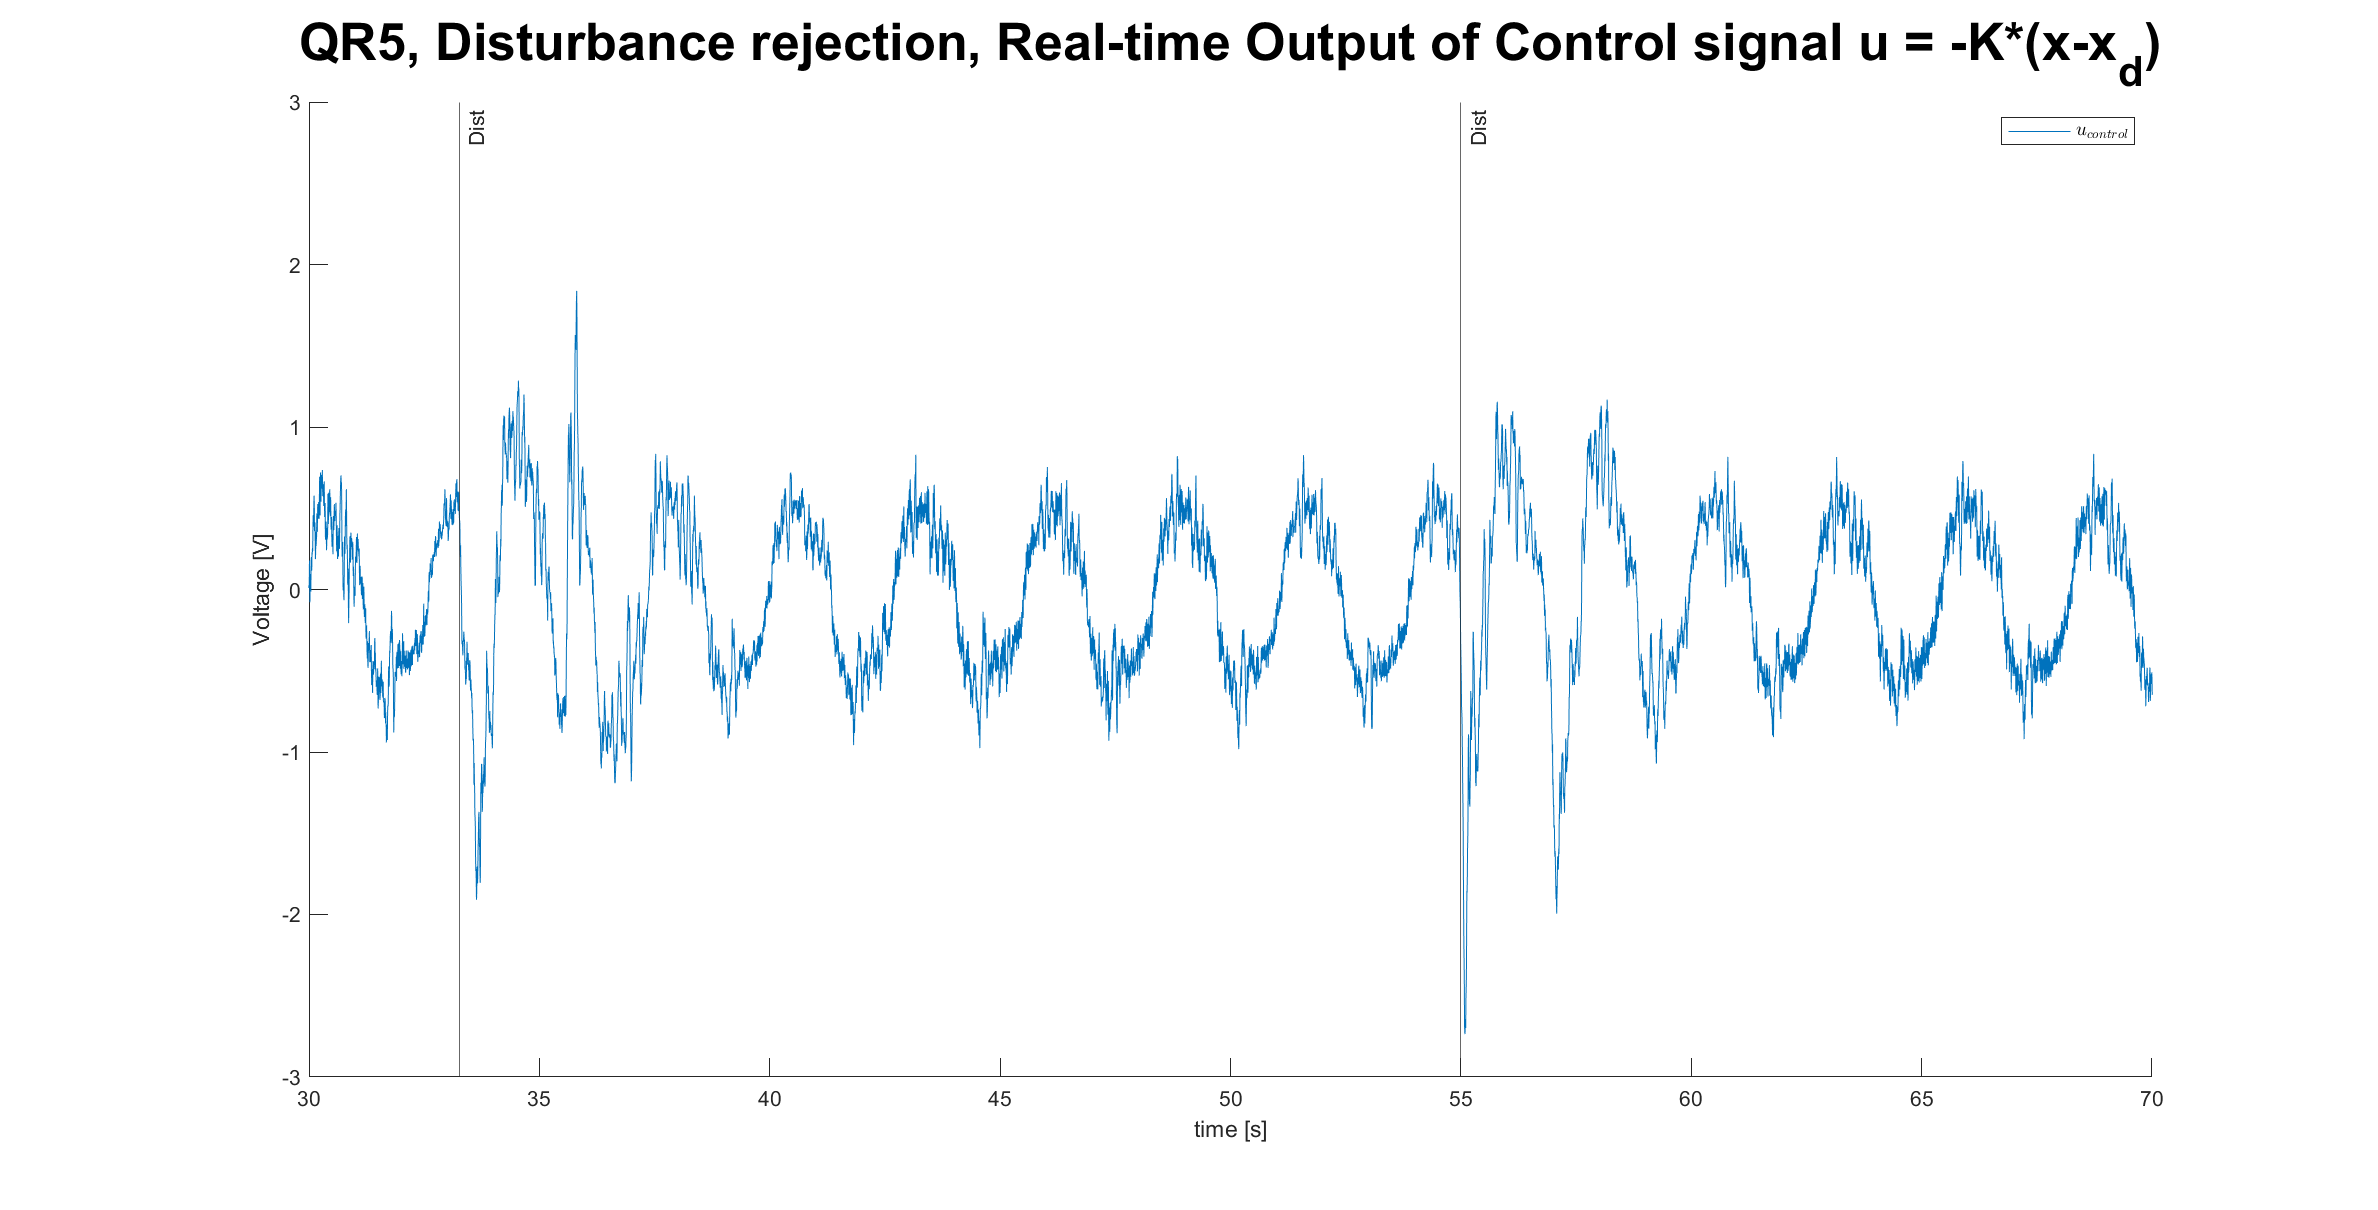 QR5, Disturbance rejection, Real-time Output of Control signal u = -K*(x-x_d)
Dist
Dist
u_control
3
2
1
0
-1
-2
-3
Voltage [V]
30 35 40 45 50 55 60 65 70
time [s]